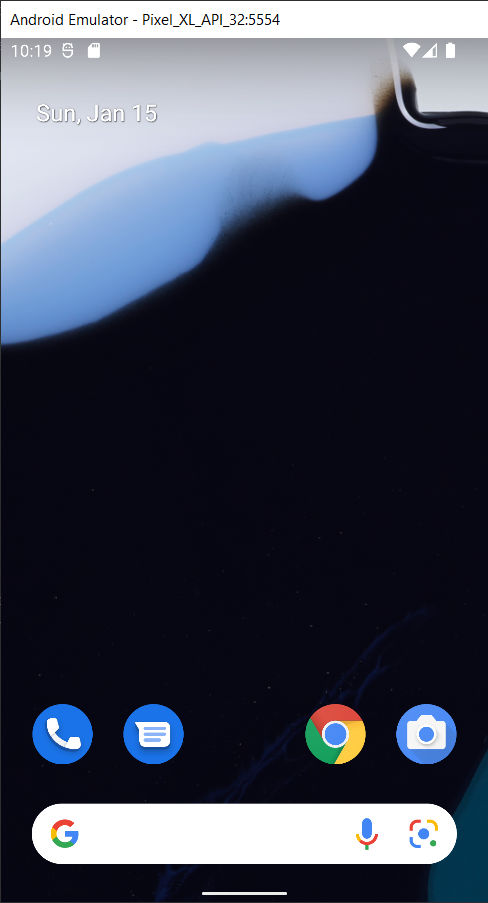 Android Emulator - Pixel_XL_API_32:5554
10:19
Sun, Jan 15